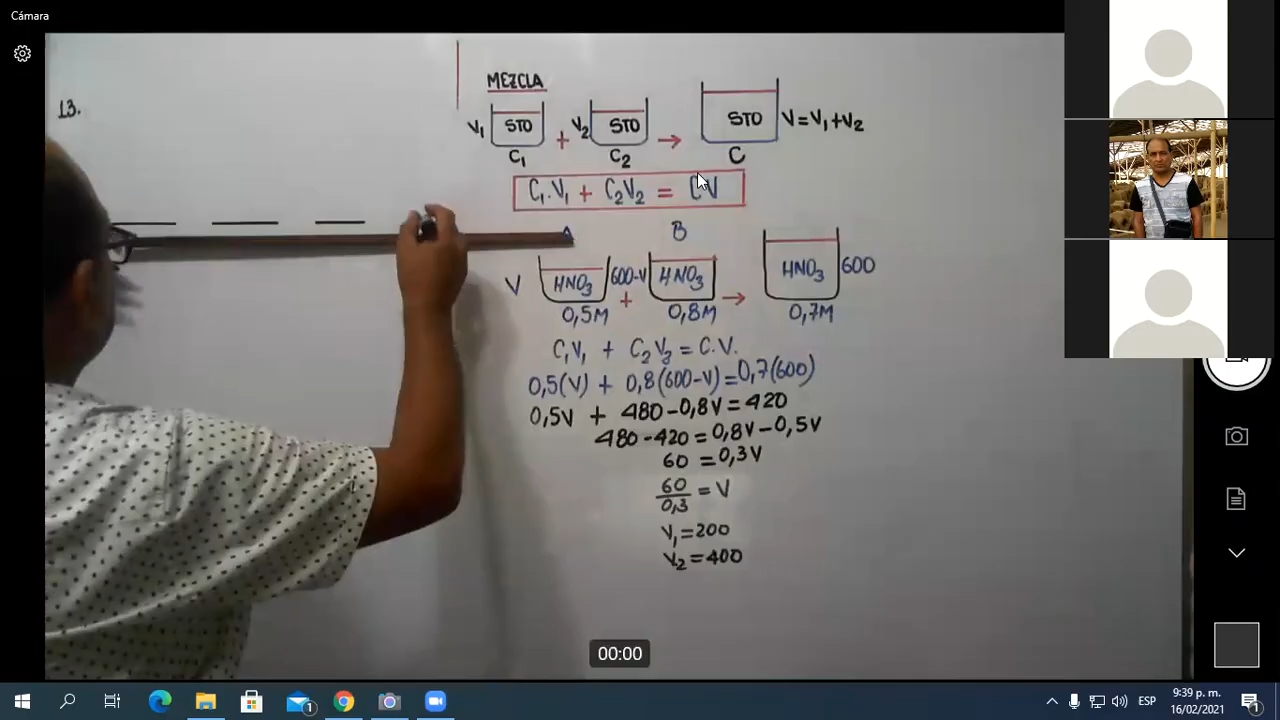 Cámara
13.
MEZCLA
V₁ STO + V₂ STO → STO V=V₁+V₂
C₁ C₂ C
C₁.V₁ + C₂V₂ = CV
A B
V HNO₃ + 600-V HNO₃ → HNO₃ 600
0,5M 0,8M 0,7M
C₁V₁ + C₂V₂ = C.V.
0,5(V) + 0,8(600-V)=0,7(600)
0,5V + 480-0,8V=420
480-420=0,8V-0,5V
60 =0,3V
60/0,3 = V
V₁=200
V₂=400
00:00
ESP
9:39 p. m.
16/02/2021
1
1